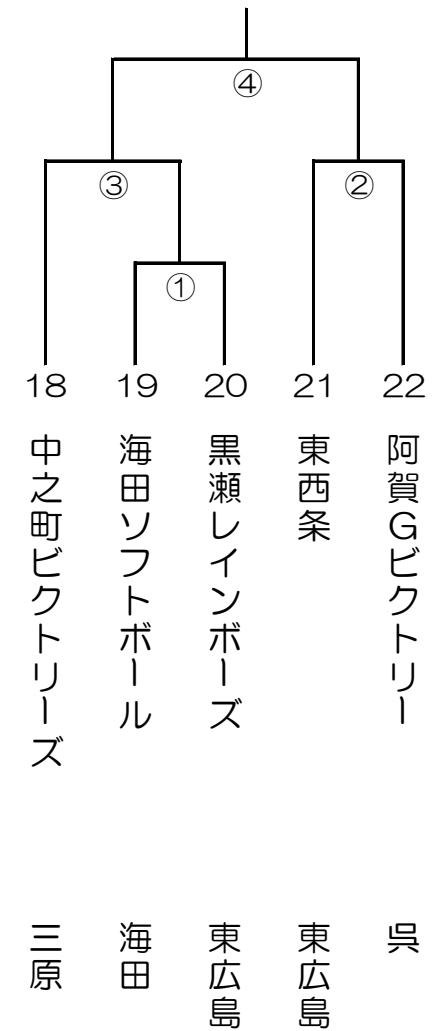 ④
③
②
①
18
19
20
21
22
中之町ビクトリーズ
海田ソフトボール
黒瀬レインボーズ
東西条
阿賀Gビクトリー
三原
海田
東広島
東広島
呉